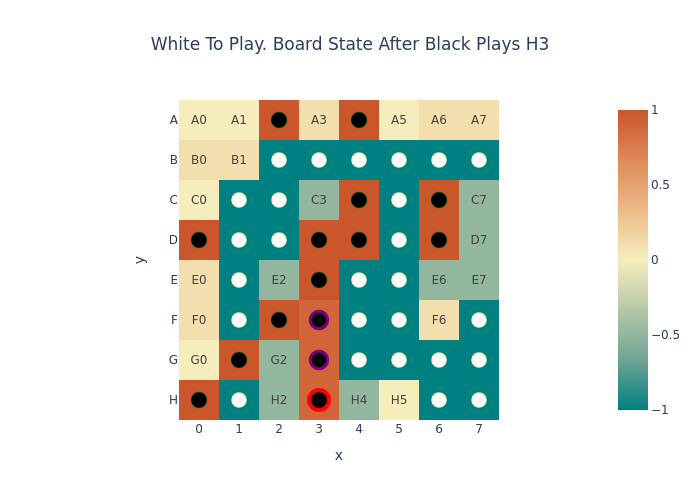 White To Play. Board State After Black Plays H3
A A0 A1 A3 A5 A6 A7
B B0 B1
C C0 C3 C7
D D7
E E0 E2 E6 E7
F F0 F6
G G0 G2
H H2 H4 H5
0 1 2 3 4 5 6 7
x
y
1
0.5
0
−0.5
−1